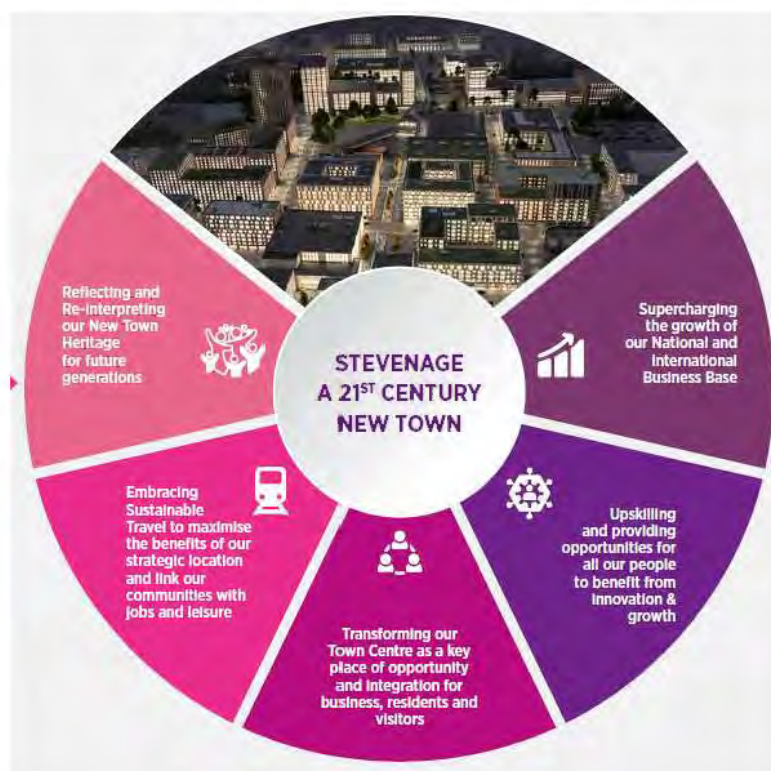 STEVENAGE
A 21ST CENTURY
NEW TOWN
Supercharging
the growth of
our National and
International
Business Base
Upskilling
and providing
opportunities for
all our people
to benefit from
innovation &
growth
Transforming our
Town Centre as a key
place of opportunity
and integration for
business, residents and
visitors
Embracing
Sustainable
Travel to maximise
the benefits of our
strategic location
and link our
communities with
jobs and leisure
Reflecting and
Re-interpreting
our New Town
Heritage
for future
generations